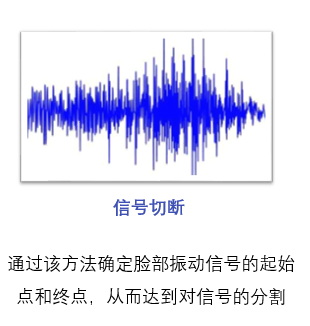 信号切断
通过该方法确定脸部振动信号的起始
点和终点，从而达到对信号的分割